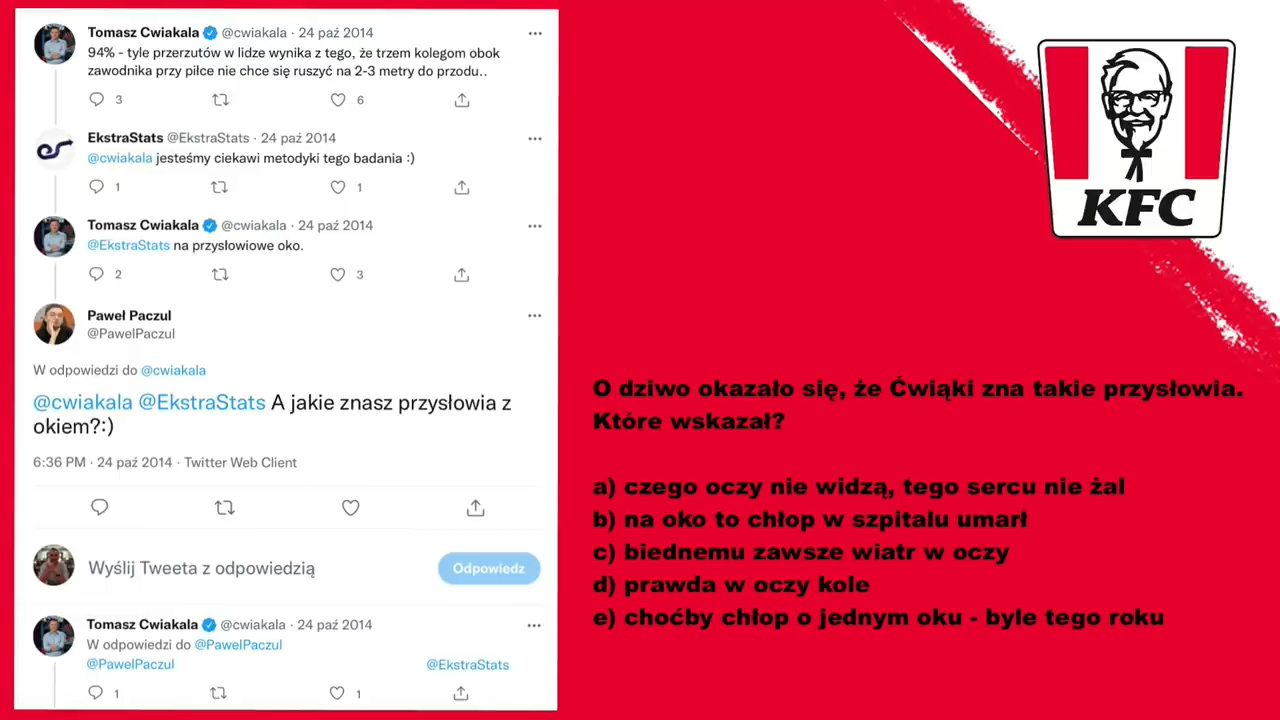 Tomasz Cwiakala @cwiakala · 24 paź 2014
94% - tyle przerzutów w lidze wynika z tego, że trzem kolegom obok
zawodnika przy piłce nie chce się ruszyć na 2-3 metry do przodu..
3 6
EkstraStats @EkstraStats · 24 paź 2014
@cwiakala jesteśmy ciekawi metodyki tego badania :)
1 1
Tomasz Cwiakala @cwiakala · 24 paź 2014
@EkstraStats na przysłowiowe oko.
2 3
Paweł Paczul
@PawelPaczul
W odpowiedzi do @cwiakala
@cwiakala @EkstraStats A jakie znasz przysłowia z
okiem?:)
6:36 PM · 24 paź 2014 · Twitter Web Client
Wyślij Tweeta z odpowiedzią
Odpowiedz
Tomasz Cwiakala @cwiakala · 24 paź 2014
W odpowiedzi do @PawelPaczul
@PawelPaczul @EkstraStats
1 1
KFC
O dziwo okazało się, że Ćwiąki zna takie przysłowia.
Które wskazał?
a) czego oczy nie widzą, tego sercu nie żal
b) na oko to chłop w szpitalu umarł
c) biednemu zawsze wiatr w oczy
d) prawda w oczy kole
e) choćby chłop o jednym oku - byle tego roku